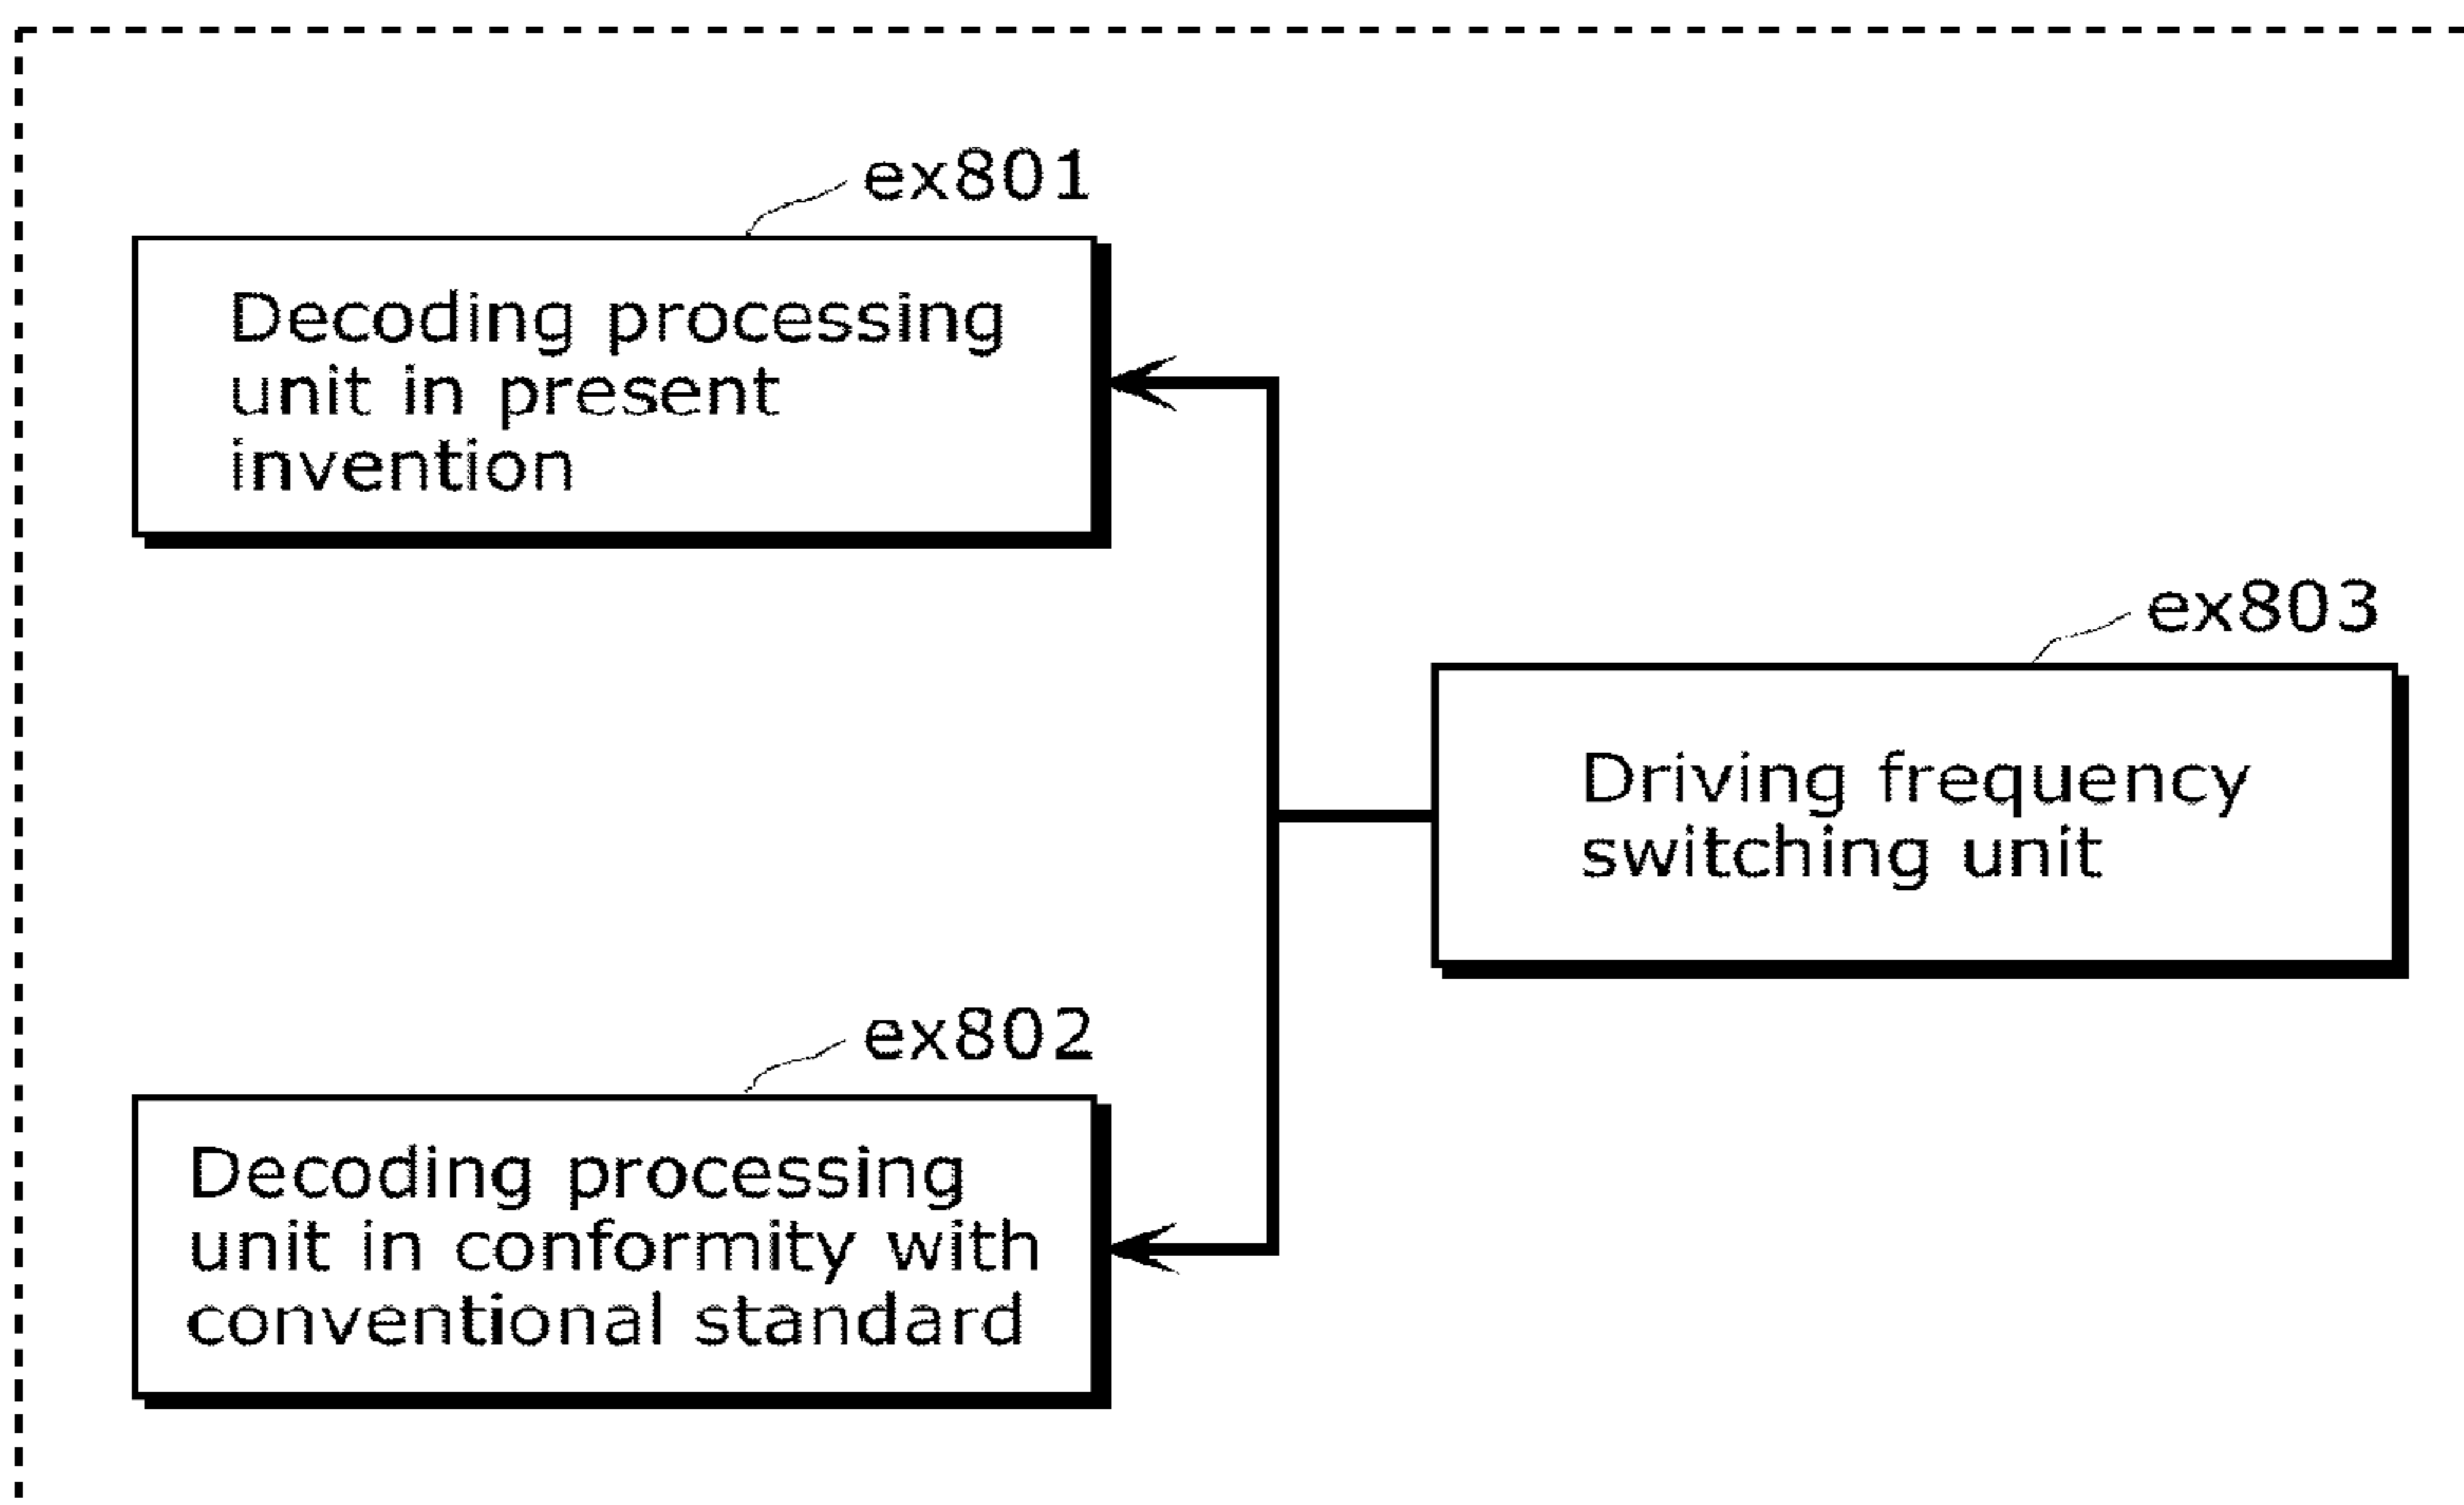 ex801
Decoding processing
unit in present
invention
ex803
Driving frequency
switching unit
ex802
Decoding processing
unit in conformity with
conventional standard